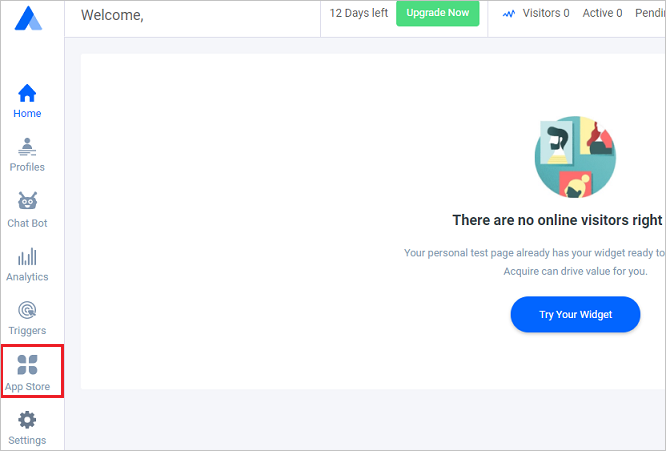 Welcome,
12 Days left
Upgrade Now
Visitors 0
Active 0
Home
Profiles
Chat Bot
Analytics
Triggers
App Store
Settings
There are no online visitors right
Your personal test page already has your widget ready to
Acquire can drive value for you.
Try Your Widget